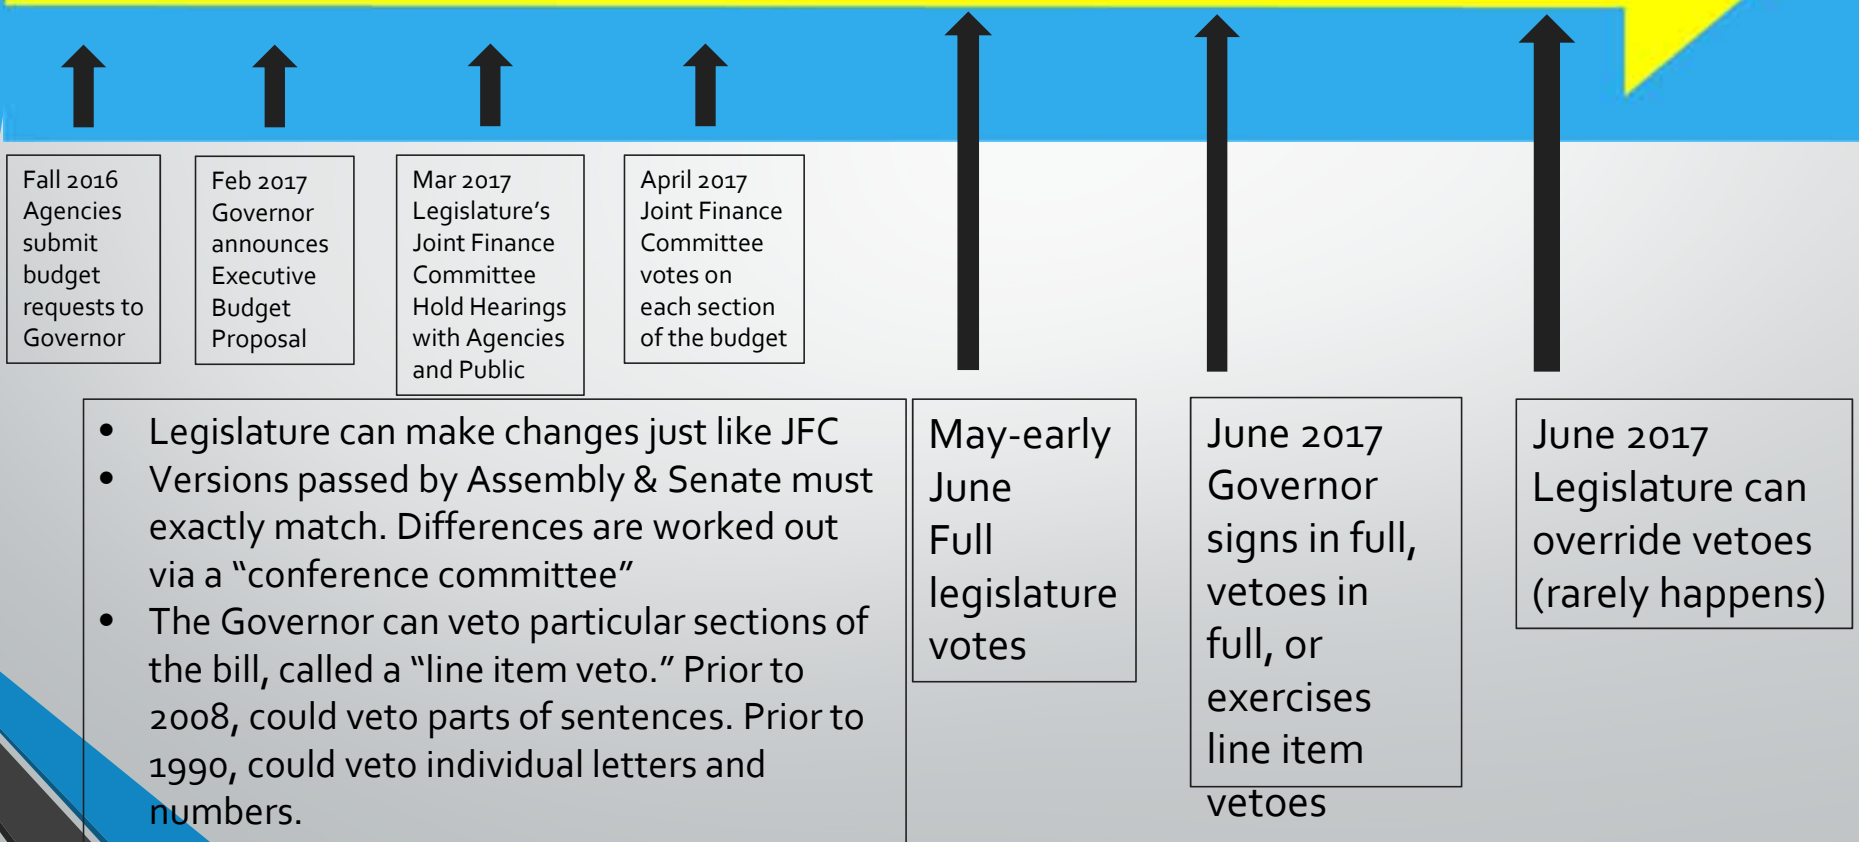 Fall 2016
Agencies
submit
budget
requests to
Governor
Feb 2017
Governor
announces
Executive
Budget
Proposal
Mar 2017
Legislature’s
Joint Finance
Committee
Hold Hearings
with Agencies
and Public
April 2017
Joint Finance
Committee
votes on
each section
of the budget
• Legislature can make changes just like JFC
• Versions passed by Assembly & Senate must
exactly match. Differences are worked out
via a “conference committee”
• The Governor can veto particular sections of
the bill, called a “line item veto.” Prior to
2008, could veto parts of sentences. Prior to
1990, could veto individual letters and
numbers.
May-early
June
Full
legislature
votes
June 2017
Governor
signs in full,
vetoes in
full, or
exercises
line item
vetoes
June 2017
Legislature can
override vetoes
(rarely happens)